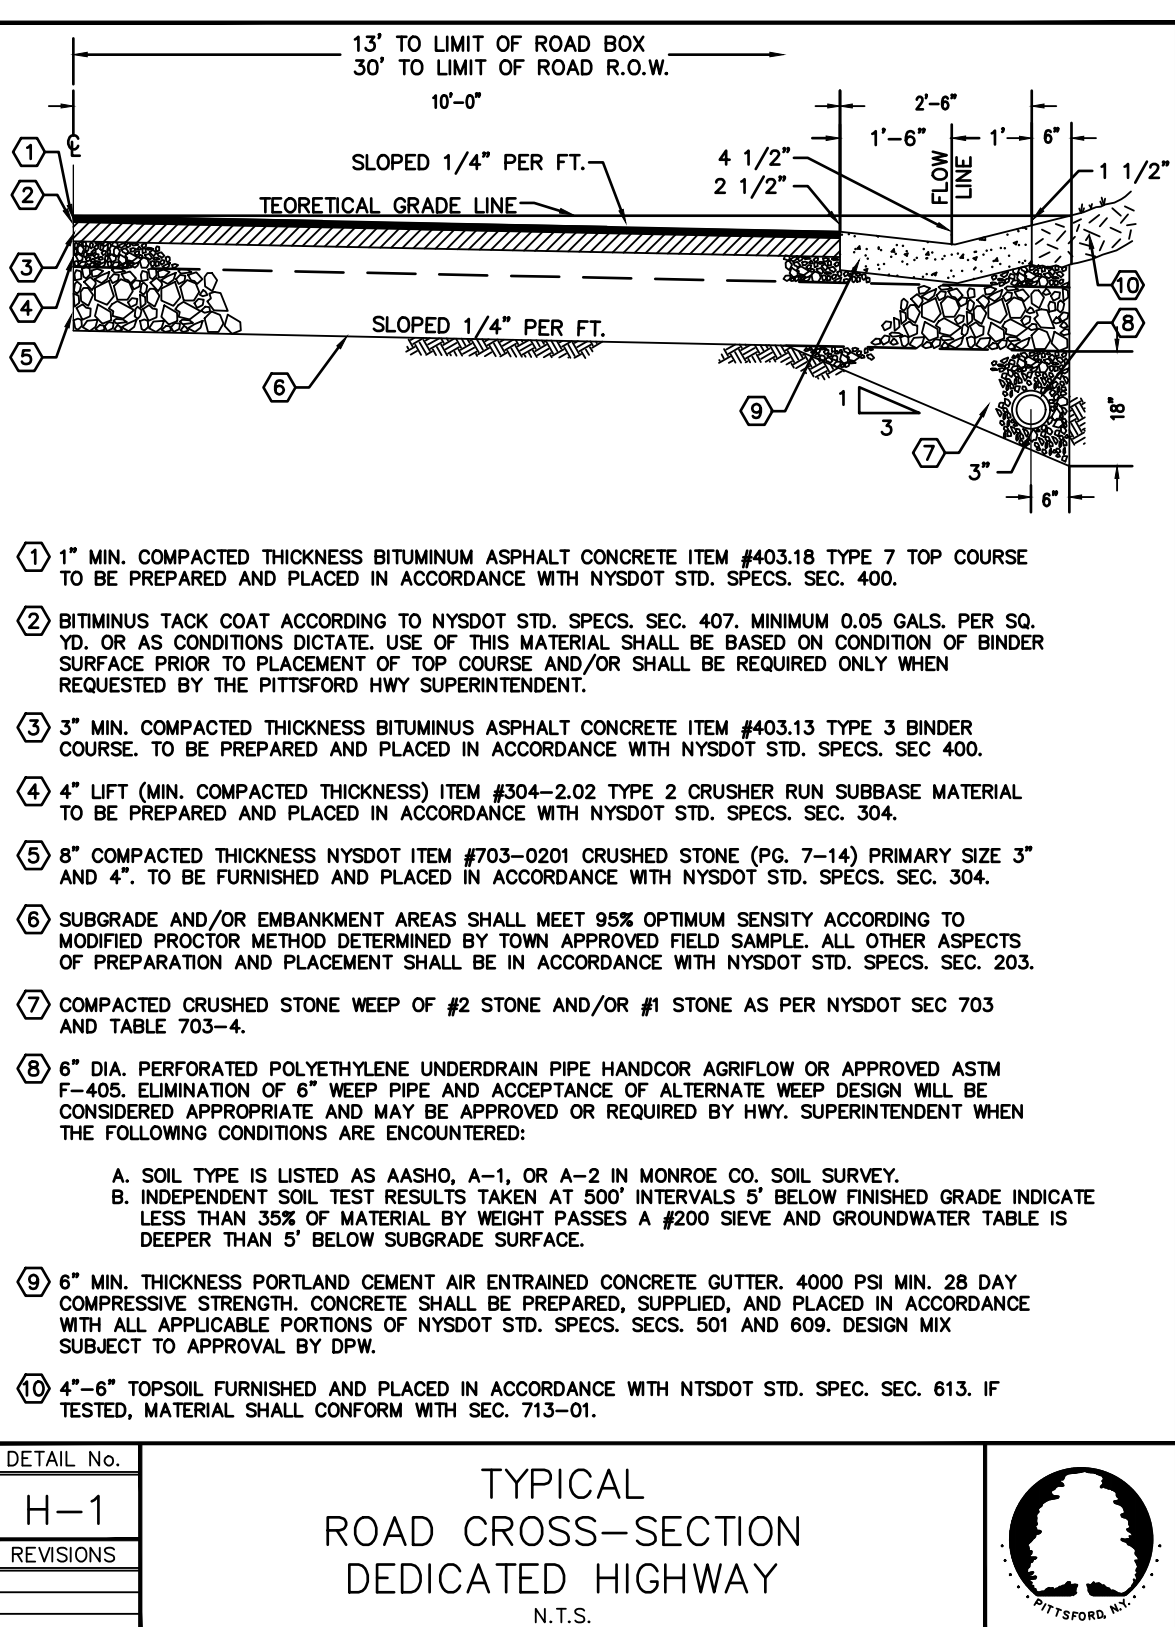 13' TO LIMIT OF ROAD BOX
30' TO LIMIT OF ROAD R.O.W.
10'-0"
2'-6"
1'-6"
1'
6"
℄
1
2
3
4
5
SLOPED 1/4" PER FT.
4 1/2"
2 1/2"
FLOW
LINE
1 1/2"
TEORETICAL GRADE LINE
10
8
SLOPED 1/4" PER FT.
6
9
1
3
7
3"
18"
6"
1 1" MIN. COMPACTED THICKNESS BITUMINUM ASPHALT CONCRETE ITEM #403.18 TYPE 7 TOP COURSE
TO BE PREPARED AND PLACED IN ACCORDANCE WITH NYSDOT STD. SPECS. SEC. 400.
2 BITIMINUS TACK COAT ACCORDING TO NYSDOT STD. SPECS. SEC. 407. MINIMUM 0.05 GALS. PER SQ.
YD. OR AS CONDITIONS DICTATE. USE OF THIS MATERIAL SHALL BE BASED ON CONDITION OF BINDER
SURFACE PRIOR TO PLACEMENT OF TOP COURSE AND/OR SHALL BE REQUIRED ONLY WHEN
REQUESTED BY THE PITTSFORD HWY SUPERINTENDENT.
3 3" MIN. COMPACTED THICKNESS BITUMINUS ASPHALT CONCRETE ITEM #403.13 TYPE 3 BINDER
COURSE. TO BE PREPARED AND PLACED IN ACCORDANCE WITH NYSDOT STD. SPECS. SEC 400.
4 4" LIFT (MIN. COMPACTED THICKNESS) ITEM #304-2.02 TYPE 2 CRUSHER RUN SUBBASE MATERIAL
TO BE PREPARED AND PLACED IN ACCORDANCE WITH NYSDOT STD. SPECS. SEC. 304.
5 8" COMPACTED THICKNESS NYSDOT ITEM #703-0201 CRUSHED STONE (PG. 7-14) PRIMARY SIZE 3"
AND 4". TO BE FURNISHED AND PLACED IN ACCORDANCE WITH NYSDOT STD. SPECS. SEC. 304.
6 SUBGRADE AND/OR EMBANKMENT AREAS SHALL MEET 95% OPTIMUM SENSITY ACCORDING TO
MODIFIED PROCTOR METHOD DETERMINED BY TOWN APPROVED FIELD SAMPLE. ALL OTHER ASPECTS
OF PREPARATION AND PLACEMENT SHALL BE IN ACCORDANCE WITH NYSDOT STD. SPECS. SEC. 203.
7 COMPACTED CRUSHED STONE WEEP OF #2 STONE AND/OR #1 STONE AS PER NYSDOT SEC 703
AND TABLE 703-4.
8 6" DIA. PERFORATED POLYETHYLENE UNDERDRAIN PIPE HANDCOR AGRIFLOW OR APPROVED ASTM
F-405. ELIMINATION OF 6" WEEP PIPE AND ACCEPTANCE OF ALTERNATE WEEP DESIGN WILL BE
CONSIDERED APPROPRIATE AND MAY BE APPROVED OR REQUIRED BY HWY. SUPERINTENDENT WHEN
THE FOLLOWING CONDITIONS ARE ENCOUNTERED:
A. SOIL TYPE IS LISTED AS AASHO, A-1, OR A-2 IN MONROE CO. SOIL SURVEY.
B. INDEPENDENT SOIL TEST RESULTS TAKEN AT 500' INTERVALS 5' BELOW FINISHED GRADE INDICATE
LESS THAN 35% OF MATERIAL BY WEIGHT PASSES A #200 SIEVE AND GROUNDWATER TABLE IS
DEEPER THAN 5' BELOW SUBGRADE SURFACE.
9 6" MIN. THICKNESS PORTLAND CEMENT AIR ENTRAINED CONCRETE GUTTER. 4000 PSI MIN. 28 DAY
COMPRESSIVE STRENGTH. CONCRETE SHALL BE PREPARED, SUPPLIED, AND PLACED IN ACCORDANCE
WITH ALL APPLICABLE PORTIONS OF NYSDOT STD. SPECS. SECS. 501 AND 609. DESIGN MIX
SUBJECT TO APPROVAL BY DPW.
10 4"-6" TOPSOIL FURNISHED AND PLACED IN ACCORDANCE WITH NTSDOT STD. SPEC. SEC. 613. IF
TESTED, MATERIAL SHALL CONFORM WITH SEC. 713-01.
DETAIL No.
H-1
REVISIONS
TYPICAL
ROAD CROSS-SECTION
DEDICATED HIGHWAY
N.T.S.
PITTSFORD, N.Y.